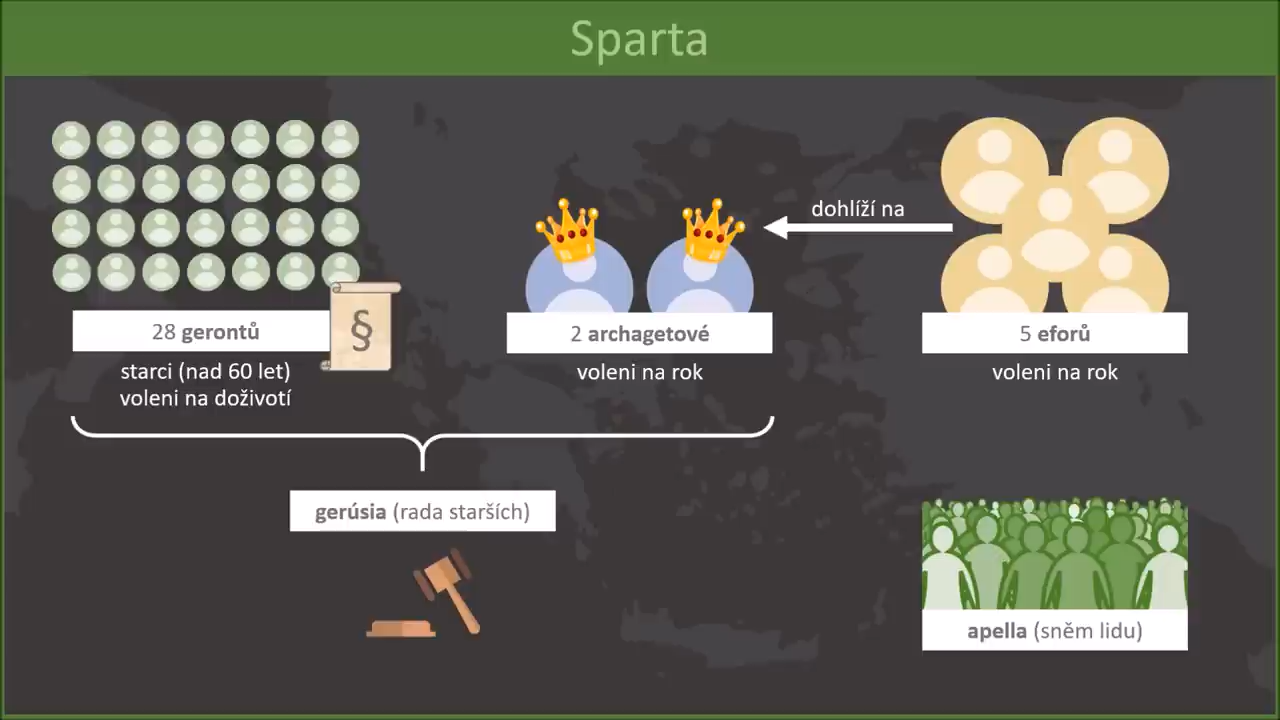 Sparta
dohlíží na
28 gerontů
§
2 archagetové
5 eforů
starci (nad 60 let)
voleni na doživotí
voleni na rok
voleni na rok
gerúsia (rada starších)
apella (sněm lidu)